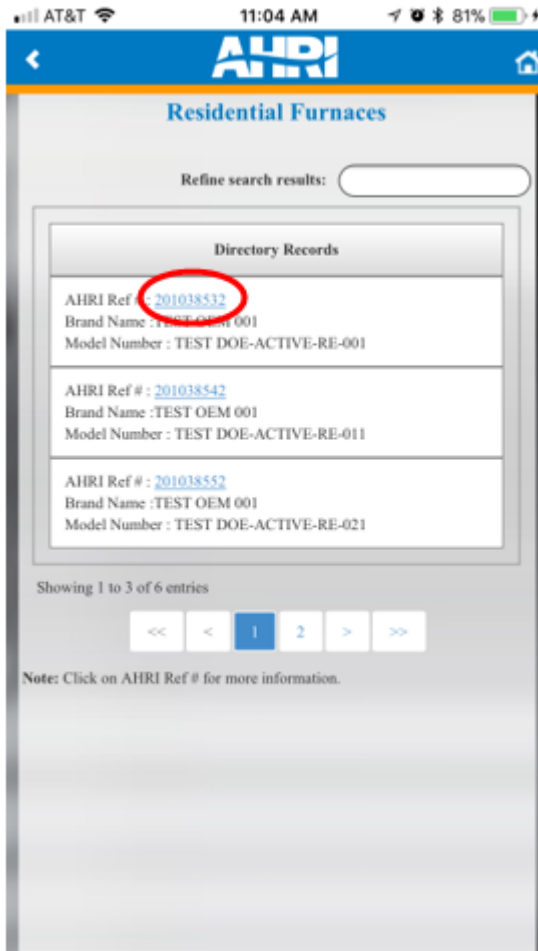 AT&T 11:04 AM 81%
AHRI
Residential Furnaces
Refine search results:
Directory Records
AHRI Ref # : 201038532
Brand Name :TEST OEM 001
Model Number : TEST DOE-ACTIVE-RE-001
AHRI Ref # : 201038542
Brand Name :TEST OEM 001
Model Number : TEST DOE-ACTIVE-RE-011
AHRI Ref # : 201038552
Brand Name :TEST OEM 001
Model Number : TEST DOE-ACTIVE-RE-021
Showing 1 to 3 of 6 entries
<< < 1 2 > >>
Note: Click on AHRI Ref # for more information.